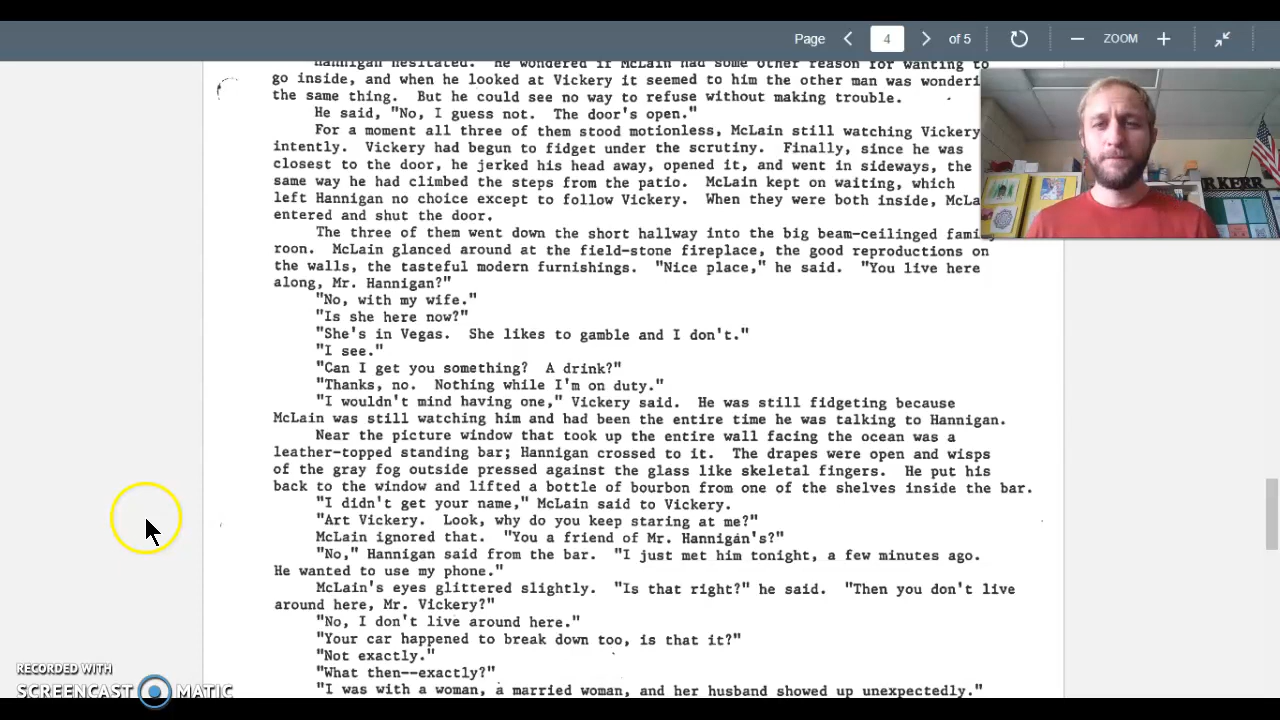 Page 4 of 5 ZOOM
Hannigan hesitated. He wondered if McLain had some other reason for wanting to
go inside, and when he looked at Vickery it seemed to him the other man was wonderi
the same thing. But he could see no way to refuse without making trouble.
He said, "No, I guess not. The door's open."
For a moment all three of them stood motionless, McLain still watching Vickery
intently. Vickery had begun to fidget under the scrutiny. Finally, since he was
closest to the door, he jerked his head away, opened it, and went in sideways, the
same way he had climbed the steps from the patio. McLain kept on waiting, which
left Hannigan no choice except to follow Vickery. When they were both inside, McLa
entered and shut the door.
The three of them went down the short hallway into the big beam-ceilinged family
roon. McLain glanced around at the field-stone fireplace, the good reproductions on
the walls, the tasteful modern furnishings. "Nice place," he said. "You live here
along, Mr. Hannigan?"
"No, with my wife."
"Is she here now?"
"She's in Vegas. She likes to gamble and I don't."
"I see."
"Can I get you something? A drink?"
"Thanks, no. Nothing while I'm on duty."
"I wouldn't mind having one," Vickery said. He was still fidgeting because
McLain was still watching him and had been the entire time he was talking to Hannigan.
Near the picture window that took up the entire wall facing the ocean was a
leather-topped standing bar; Hannigan crossed to it. The drapes were open and wisps
of the gray fog outside pressed against the glass like skeletal fingers. He put his
back to the window and lifted a bottle of bourbon from one of the shelves inside the bar.
"I didn't get your name," McLain said to Vickery.
"Art Vickery. Look, why do you keep staring at me?"
McLain ignored that. "You a friend of Mr. Hannigan's?"
"No," Hannigan said from the bar. "I just met him tonight, a few minutes ago.
He wanted to use my phone."
McLain's eyes glittered slightly. "Is that right?" he said. "Then you don't live
around here, Mr. Vickery?"
"No, I don't live around here."
"Your car happened to break down too, is that it?"
"Not exactly."
"What then--exactly?"
"I was with a woman, a married woman, and her husband showed up unexpectedly."
RKERR
RECORDED WITH
SCREENCAST MATIC